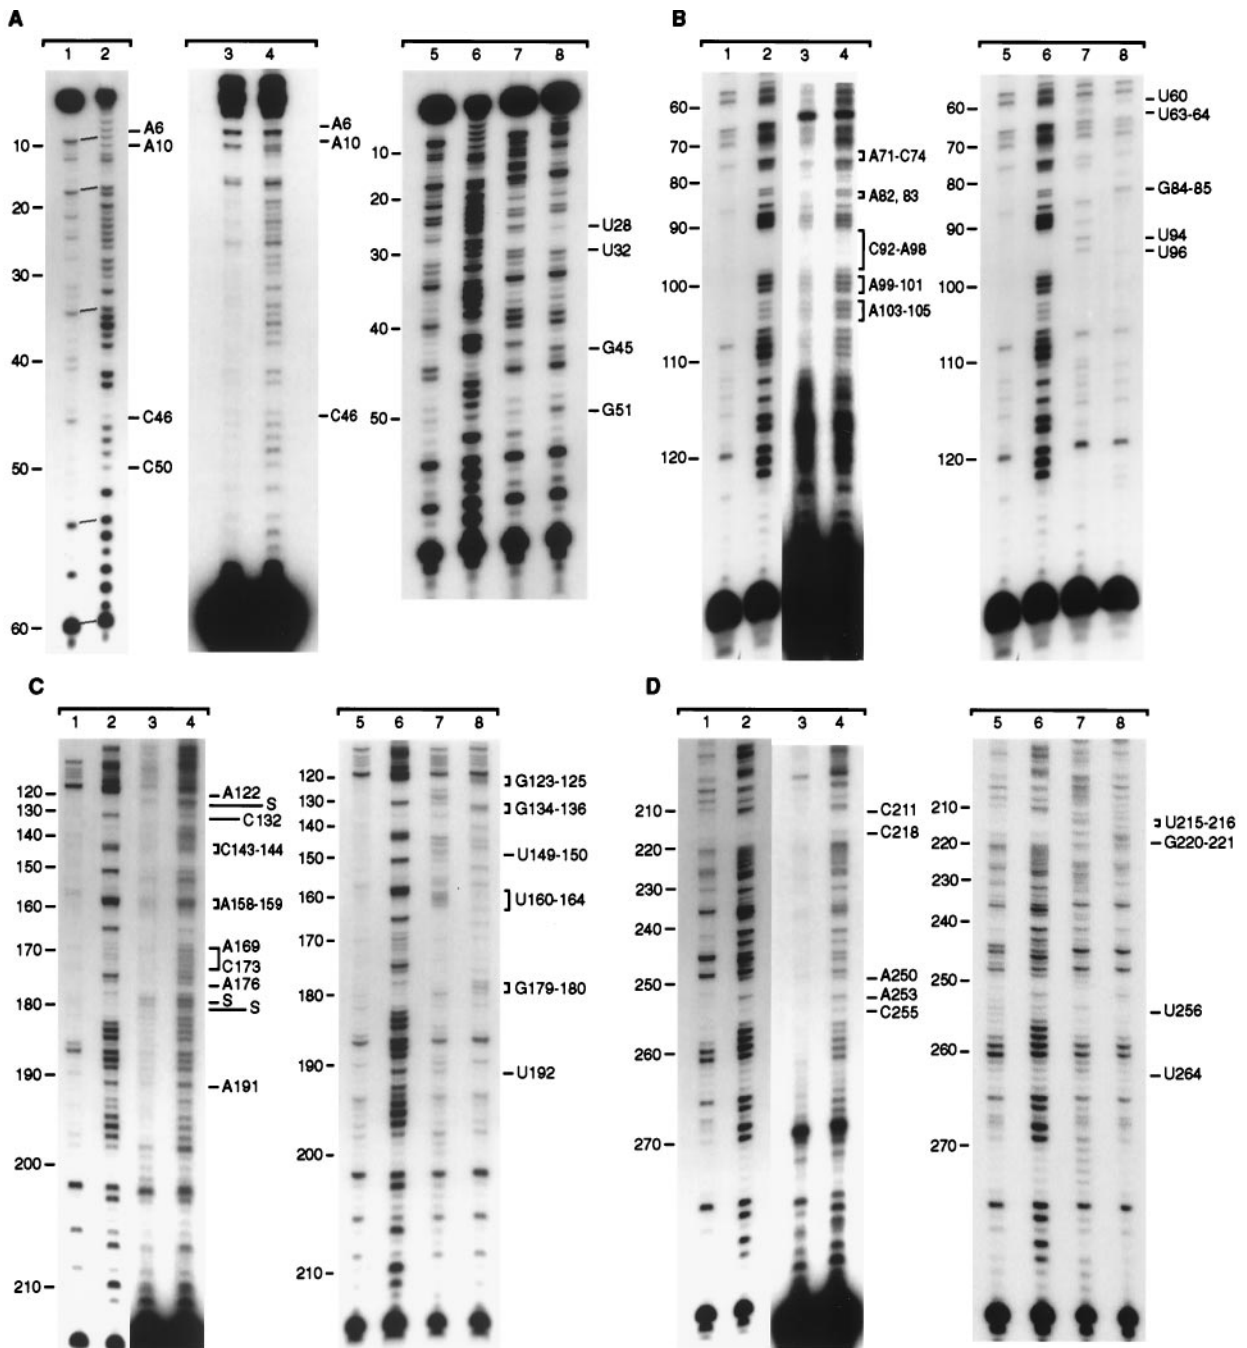 A
1 2 3 4 5 6 7 8
10
20
30
40
50
60
A6
A10
C46
C50
A6
A10
C46
10
20
30
40
50
U28
U32
G45
G51
B
1 2 3 4 5 6 7 8
60
70
80
90
100
110
120
A71-C74
A82, 83
C92-A98
A99-101
A103-105
60
70
80
90
100
110
120
U60
U63-64
G84-85
U94
U96
C
1 2 3 4 5 6 7 8
120
130
140
150
160
170
180
190
200
210
A122
S
C132
C143-144
A158-159
A169
C173
A176
S
S
A191
120
130
140
150
160
170
180
190
200
210
G123-125
G134-136
U149-150
U160-164
G179-180
U192
D
1 2 3 4 5 6 7 8
210
220
230
240
250
260
270
C211
C218
A250
A253
C255
210
220
230
240
250
260
270
U215-216
G220-221
U256
U264